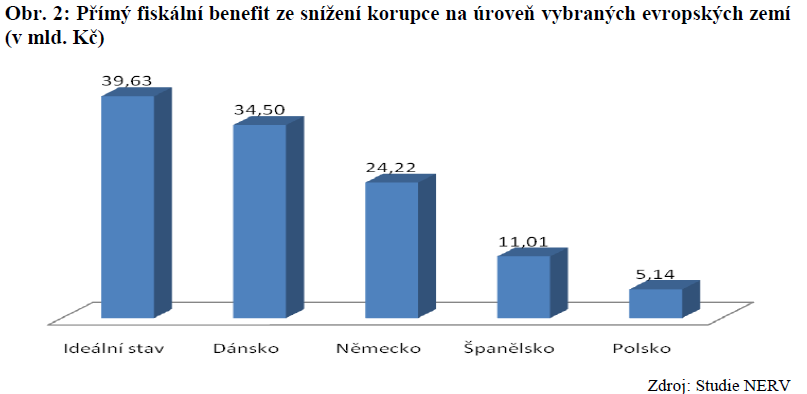 Obr. 2: Přímý fiskální benefit ze snížení korupce na úroveň vybraných evropských zemí
(v mld. Kč)
39,63
34,50
24,22
11,01
5,14
Ideální stav
Dánsko
Německo
Španělsko
Polsko
Zdroj: Studie NERV